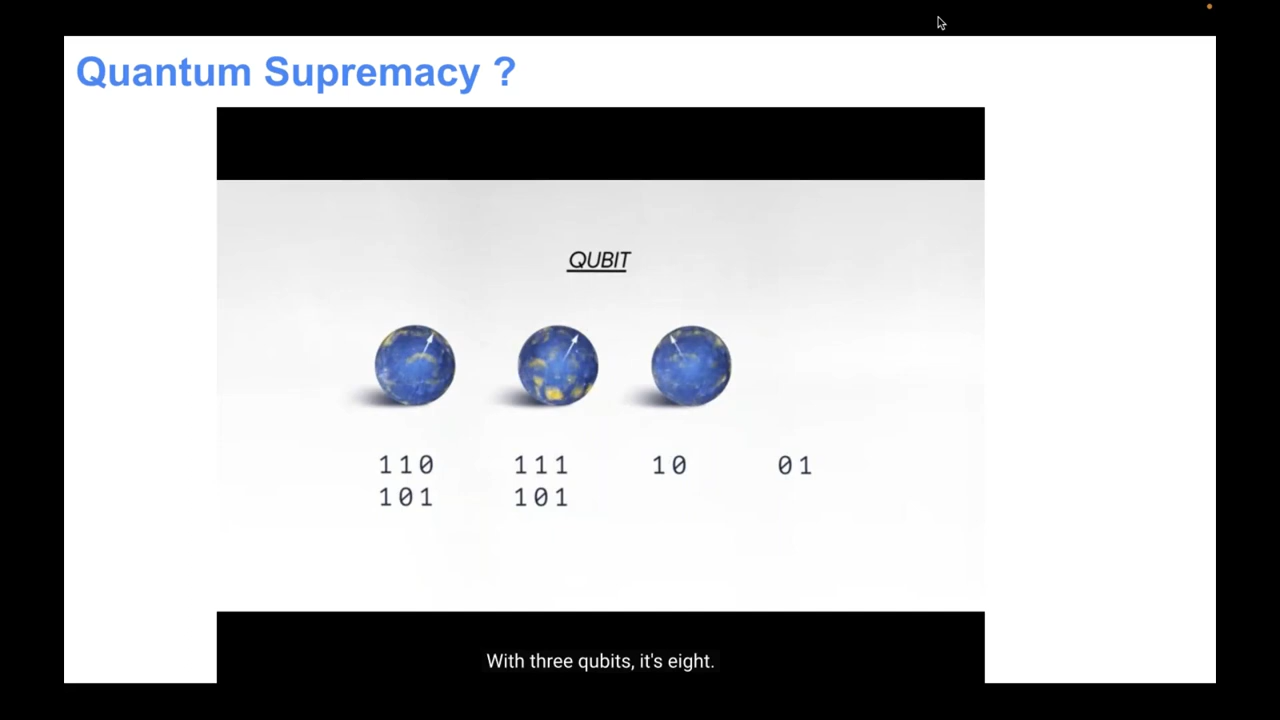 Quantum Supremacy ?
QUBIT
110 111 10 01
101 101
With three qubits, it's eight.